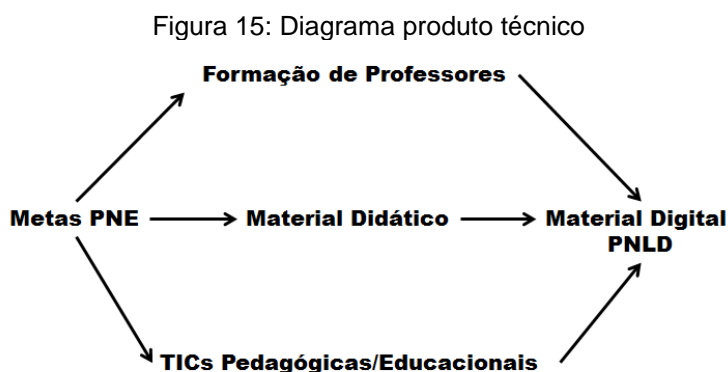 Figura 15: Diagrama produto técnico
Formação de Professores
Metas PNE
Material Didático
Material Digital
PNLD
TICs Pedagógicas/Educacionais